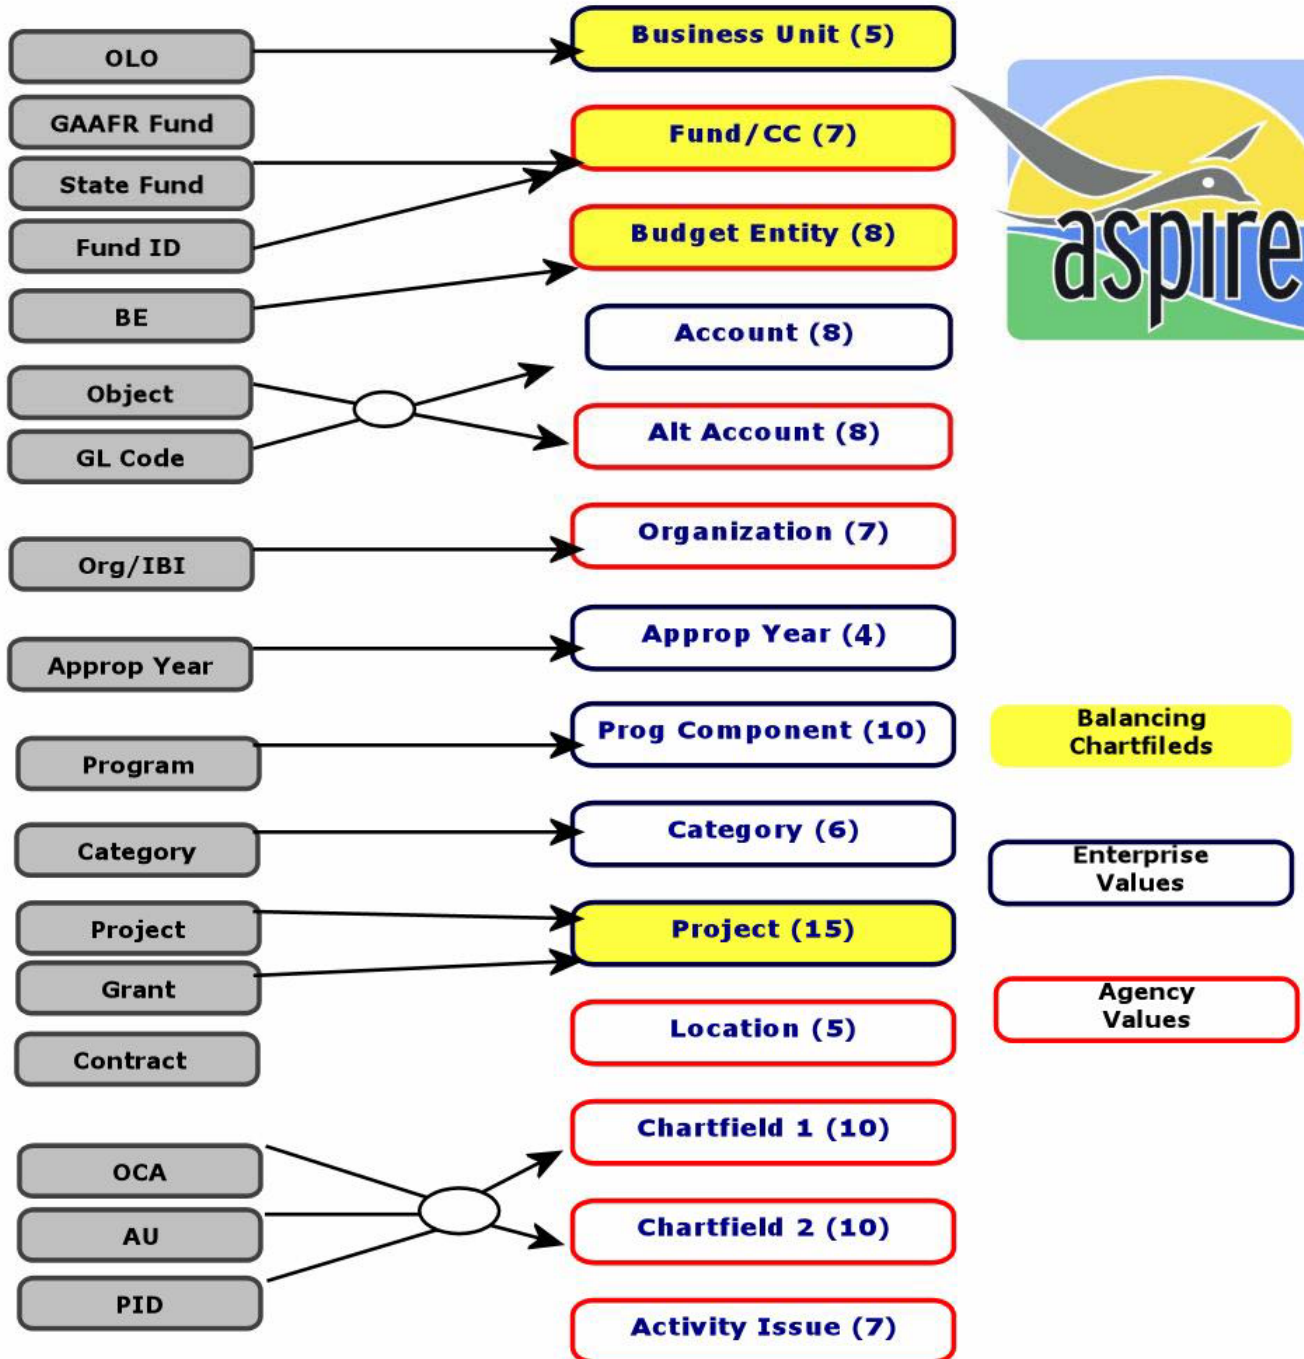 OLO
GAAFR Fund
State Fund
Fund ID
BE
Object
GL Code
Org/IBI
Approp Year
Program
Category
Project
Grant
Contract
OCA
AU
PID
Business Unit (5)
Fund/CC (7)
Budget Entity (8)
Account (8)
Alt Account (8)
Organization (7)
Approp Year (4)
Prog Component (10)
Category (6)
Project (15)
Location (5)
Chartfield 1 (10)
Chartfield 2 (10)
Activity Issue (7)
aspire
Balancing
Chartfileds
Enterprise
Values
Agency
Values